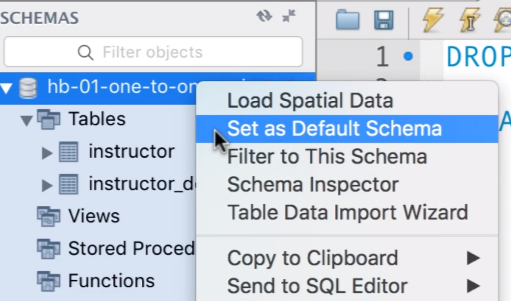 SCHEMAS
Filter objects
1
DROP
hb-01-one-to-on
Load Spatial Data
Tables
Set as Default Schema
instructor
Filter to This Schema
instructor_d
Schema Inspector
Views
Table Data Import Wizard
Stored Proced
Copy to Clipboard
Functions
Send to SQL Editor